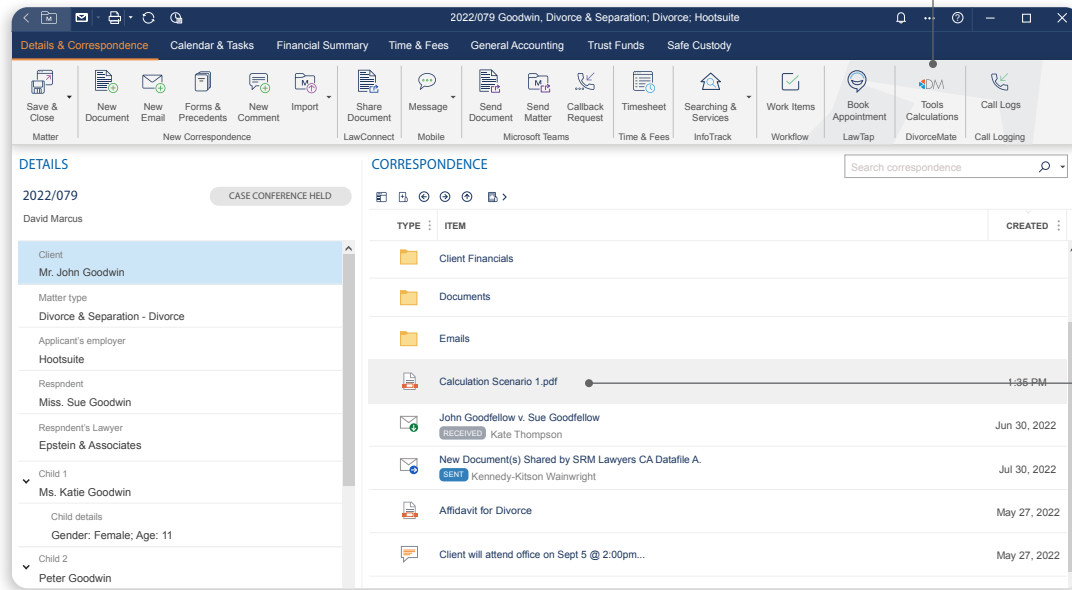 2022/079 Goodwin, Divorce & Separation; Divorce; Hootsuite
Details & Correspondence Calendar & Tasks Financial Summary Time & Fees General Accounting Trust Funds Safe Custody
Save & Close
New Document
New Email
Forms & Precedents
New Comment
Import
Share Document
Message
Send Document
Send Matter
Callback Request
Timesheet
Searching & Services
Work Items
Book Appointment
DM
Tools Calculations
Call Logs
Matter New Correspondence LawConnect Mobile Microsoft Teams Time & Fees InfoTrack Workflow LawTap DivorceMate Call Logging
DETAILS
2022/079 CASE CONFERENCE HELD
David Marcus
Client
Mr. John Goodwin
Matter type
Divorce & Separation - Divorce
Applicant's employer
Hootsuite
Respndent
Miss. Sue Goodwin
Respndent's Lawyer
Epstein & Associates
Child 1
Ms. Katie Goodwin
Child details
Gender: Female; Age: 11
Child 2
Peter Goodwin
CORRESPONDENCE
Search correspondence
TYPE ITEM CREATED
Client Financials
Documents
Emails
Calculation Scenario 1.pdf 1:35 PM
John Goodfellow v. Sue Goodfellow
RECEIVED Kate Thompson Jun 30, 2022
New Document(s) Shared by SRM Lawyers CA Datafile A.
SENT Kennedy-Kitson Wainwright Jul 30, 2022
Affidavit for Divorce May 27, 2022
Client will attend office on Sept 5 @ 2:00pm... May 27, 2022